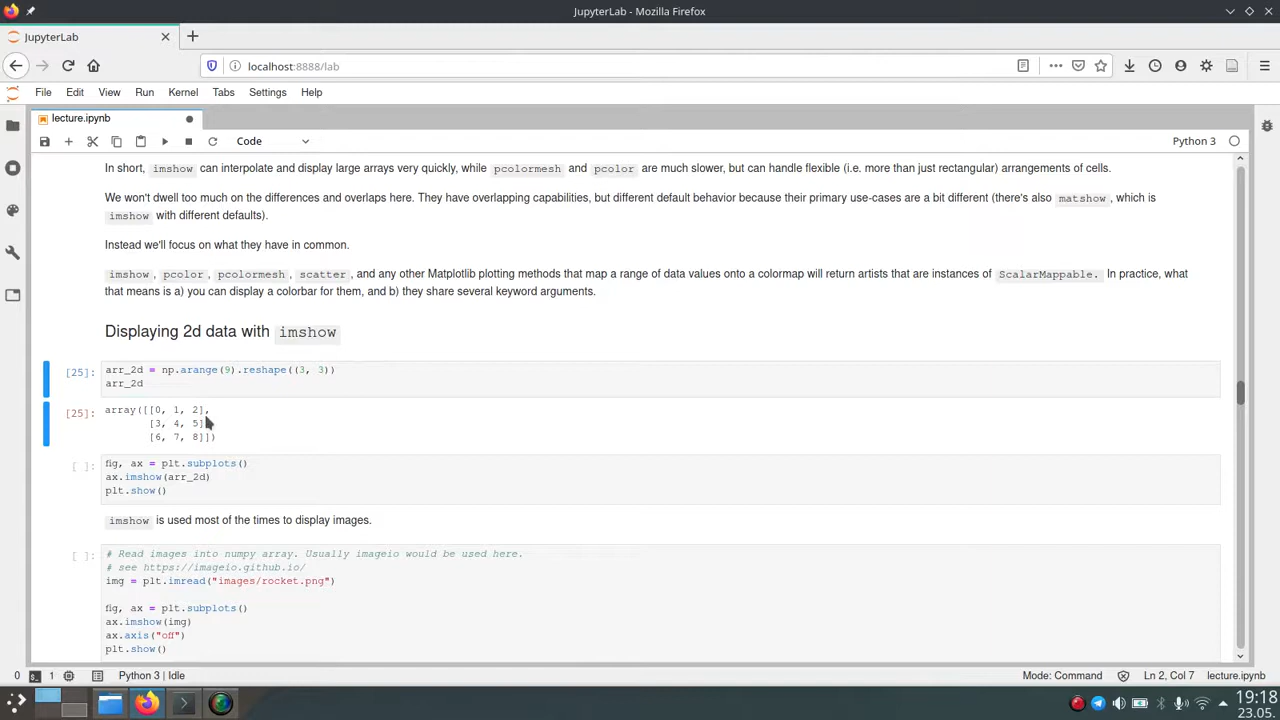 JupyterLab - Mozilla Firefox
JupyterLab
localhost:8888/lab
File Edit View Run Kernel Tabs Settings Help
lecture.ipynb
Code
Python 3
In short, imshow can interpolate and display large arrays very quickly, while pcolormesh and pcolor are much slower, but can handle flexible (i.e. more than just rectangular) arrangements of cells.
We won't dwell too much on the differences and overlaps here. They have overlapping capabilities, but different default behavior because their primary use-cases are a bit different (there's also matshow, which is
imshow with different defaults).
Instead we'll focus on what they have in common.
imshow, pcolor, pcolormesh, scatter, and any other Matplotlib plotting methods that map a range of data values onto a colormap will return artists that are instances of ScalarMappable. In practice, what
that means is a) you can display a colorbar for them, and b) they share several keyword arguments.
Displaying 2d data with imshow
[25]: arr_2d = np.arange(9).reshape((3, 3))
arr_2d
[25]: array([[0, 1, 2],
[3, 4, 5],
[6, 7, 8]])
[ ]: fig, ax = plt.subplots()
ax.imshow(arr_2d)
plt.show()
imshow is used most of the times to display images.
[ ]: # Read images into numpy array. Usually imageio would be used here.
# see https://imageio.github.io/
img = plt.imread("images/rocket.png")
fig, ax = plt.subplots()
ax.imshow(img)
ax.axis("off")
plt.show()
0 1 Python 3 | Idle Mode: Command Ln 2, Col 7 lecture.ipynb
19:18
23.05.